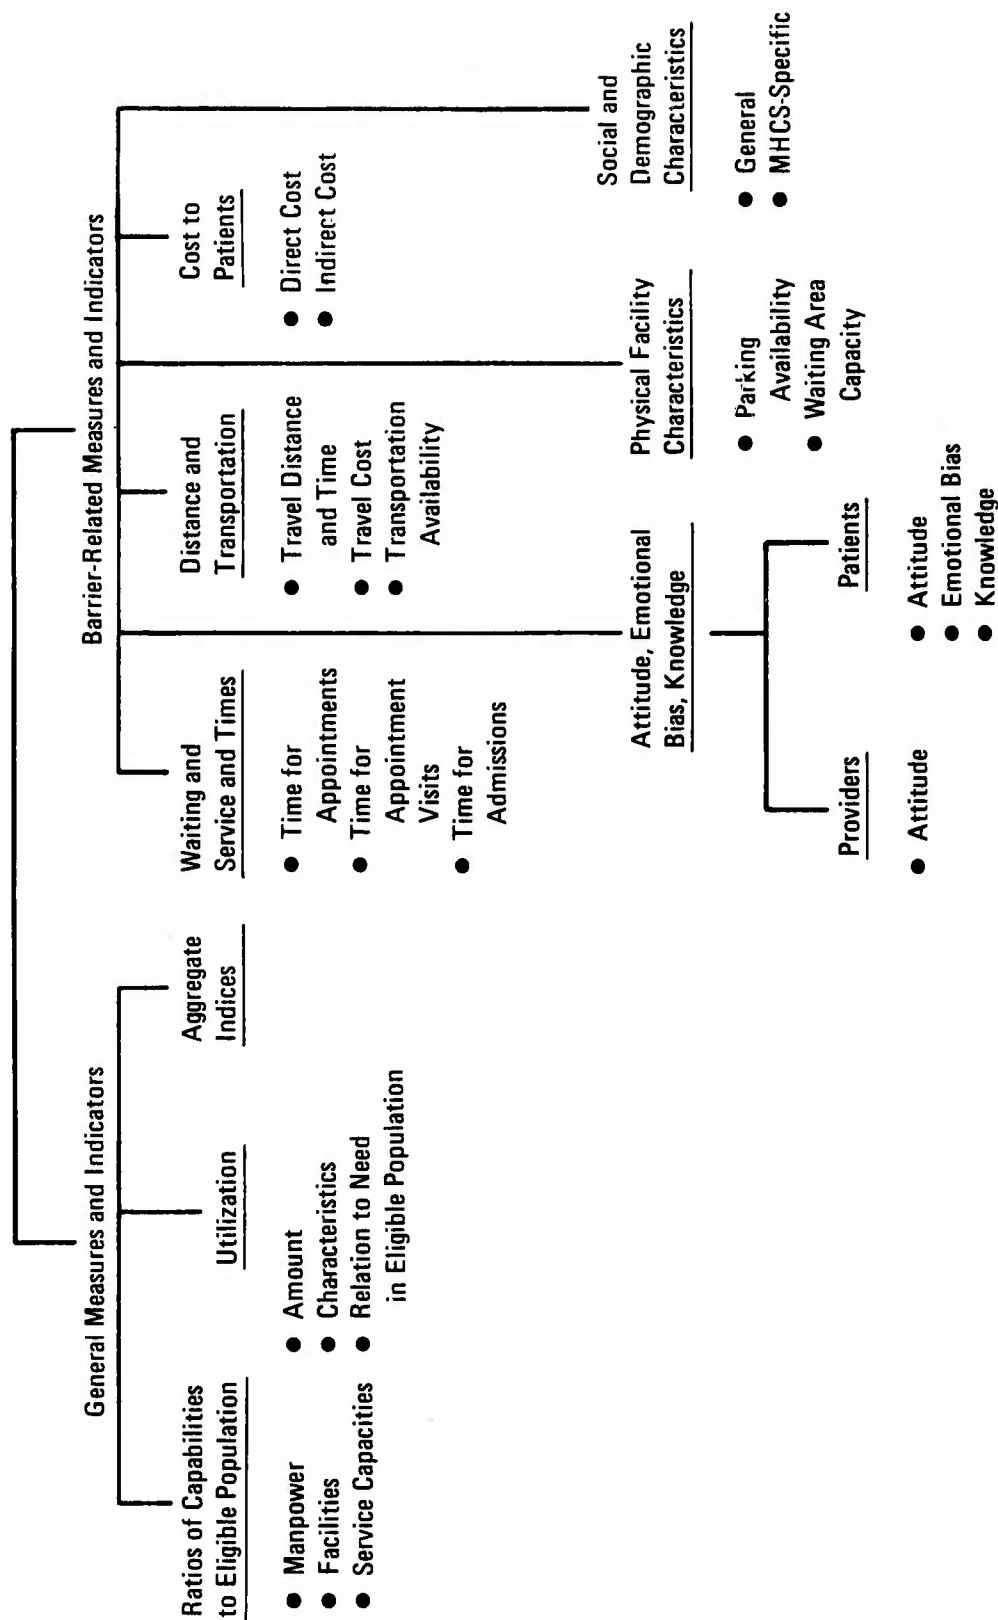 General Measures and Indicators
Ratios of Capabilities
to Eligible Population
● Manpower
● Facilities
● Service Capacities
Utilization
● Amount
● Characteristics
● Relation to Need
in Eligible Population
Aggregate
Indices
Barrier-Related Measures and Indicators
Waiting and
Service and Times
● Time for
Appointments
● Time for
Appointment
Visits
● Time for
Admissions
Distance and
Transportation
● Travel Distance
and Time
● Travel Cost
● Transportation
Availability
Cost to
Patients
● Direct Cost
● Indirect Cost
Attitude, Emotional
Bias, Knowledge
Providers
● Attitude
Patients
● Attitude
● Emotional Bias
● Knowledge
Physical Facility
Characteristics
● Parking
Availability
● Waiting Area
Capacity
Social and
Demographic
Characteristics
● General
● MHCS-Specific